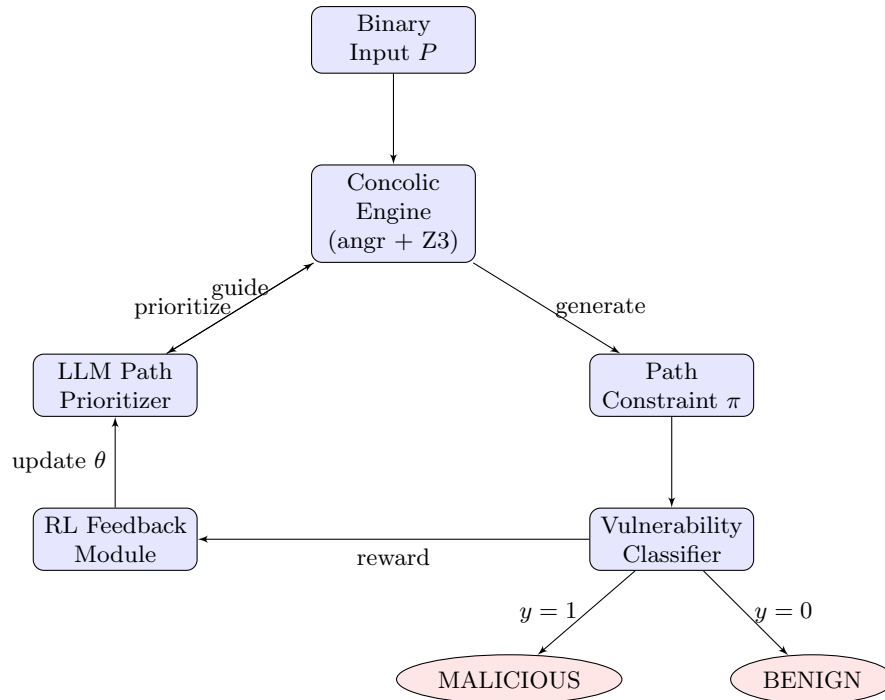 Binary
Input P
Concolic
Engine
(angr + Z3)
guide
prioritize
generate
LLM Path
Prioritizer
Path
Constraint π
update θ
RL Feedback
Module
reward
Vulnerability
Classifier
y = 1
y = 0
MALICIOUS
BENIGN